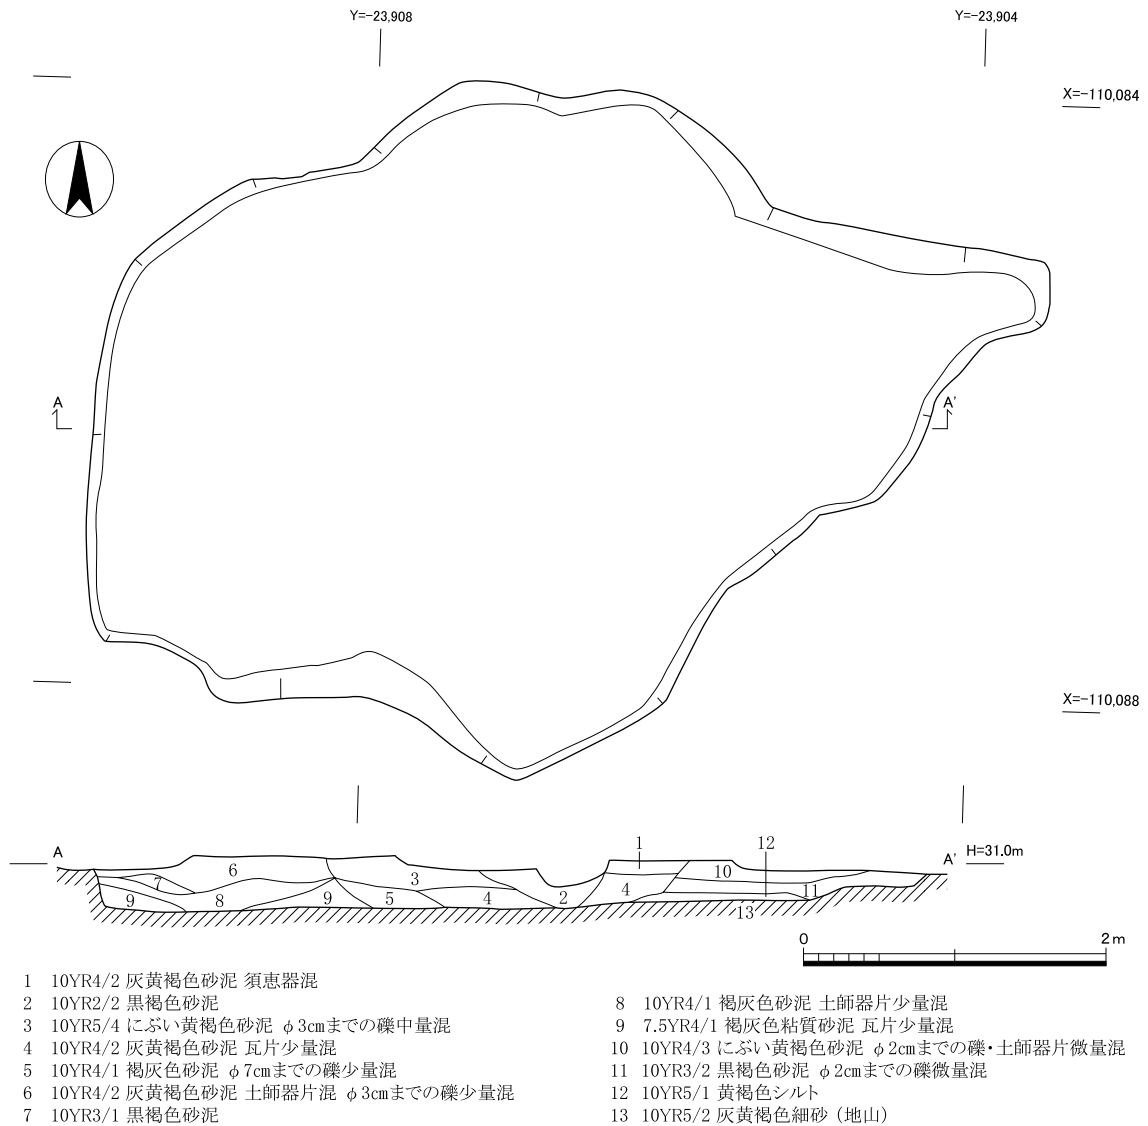 Y=-23,908
Y=-23,904
X=-110,084
A
A'
X=-110,088
A
1
12
H=31.0m
A'
6
10
3
7
4
11
9
8
9
5
4
2
13
0
2m
1 10YR4/2 灰黄褐色砂泥 須恵器混
2 10YR2/2 黒褐色砂泥
3 10YR5/4 にぶい黄褐色砂泥 φ3cmまでの礫中量混
4 10YR4/2 灰黄褐色砂泥 瓦片少量混
5 10YR4/1 褐灰色砂泥 φ7cmまでの礫少量混
6 10YR4/2 灰黄褐色砂泥 土師器片混 φ3cmまでの礫少量混
7 10YR3/1 黒褐色砂泥
8 10YR4/1 褐灰色砂泥 土師器片少量混
9 7.5YR4/1 褐灰色粘質砂泥 瓦片少量混
10 10YR4/3 にぶい黄褐色砂泥 φ2cmまでの礫・土師器片微量混
11 10YR3/2 黒褐色砂泥 φ2cmまでの礫微量混
12 10YR5/1 黄褐色シルト
13 10YR5/2 灰黄褐色細砂（地山）